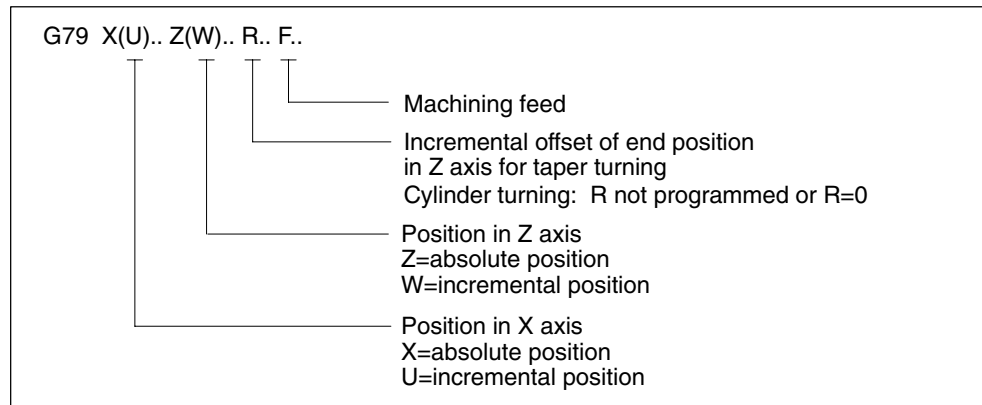 G79 X(U).. Z(W).. R.. F..
Machining feed
Incremental offset of end position
in Z axis for taper turning
Cylinder turning: R not programmed or R=0
Position in Z axis
Z=absolute position
W=incremental position
Position in X axis
X=absolute position
U=incremental position